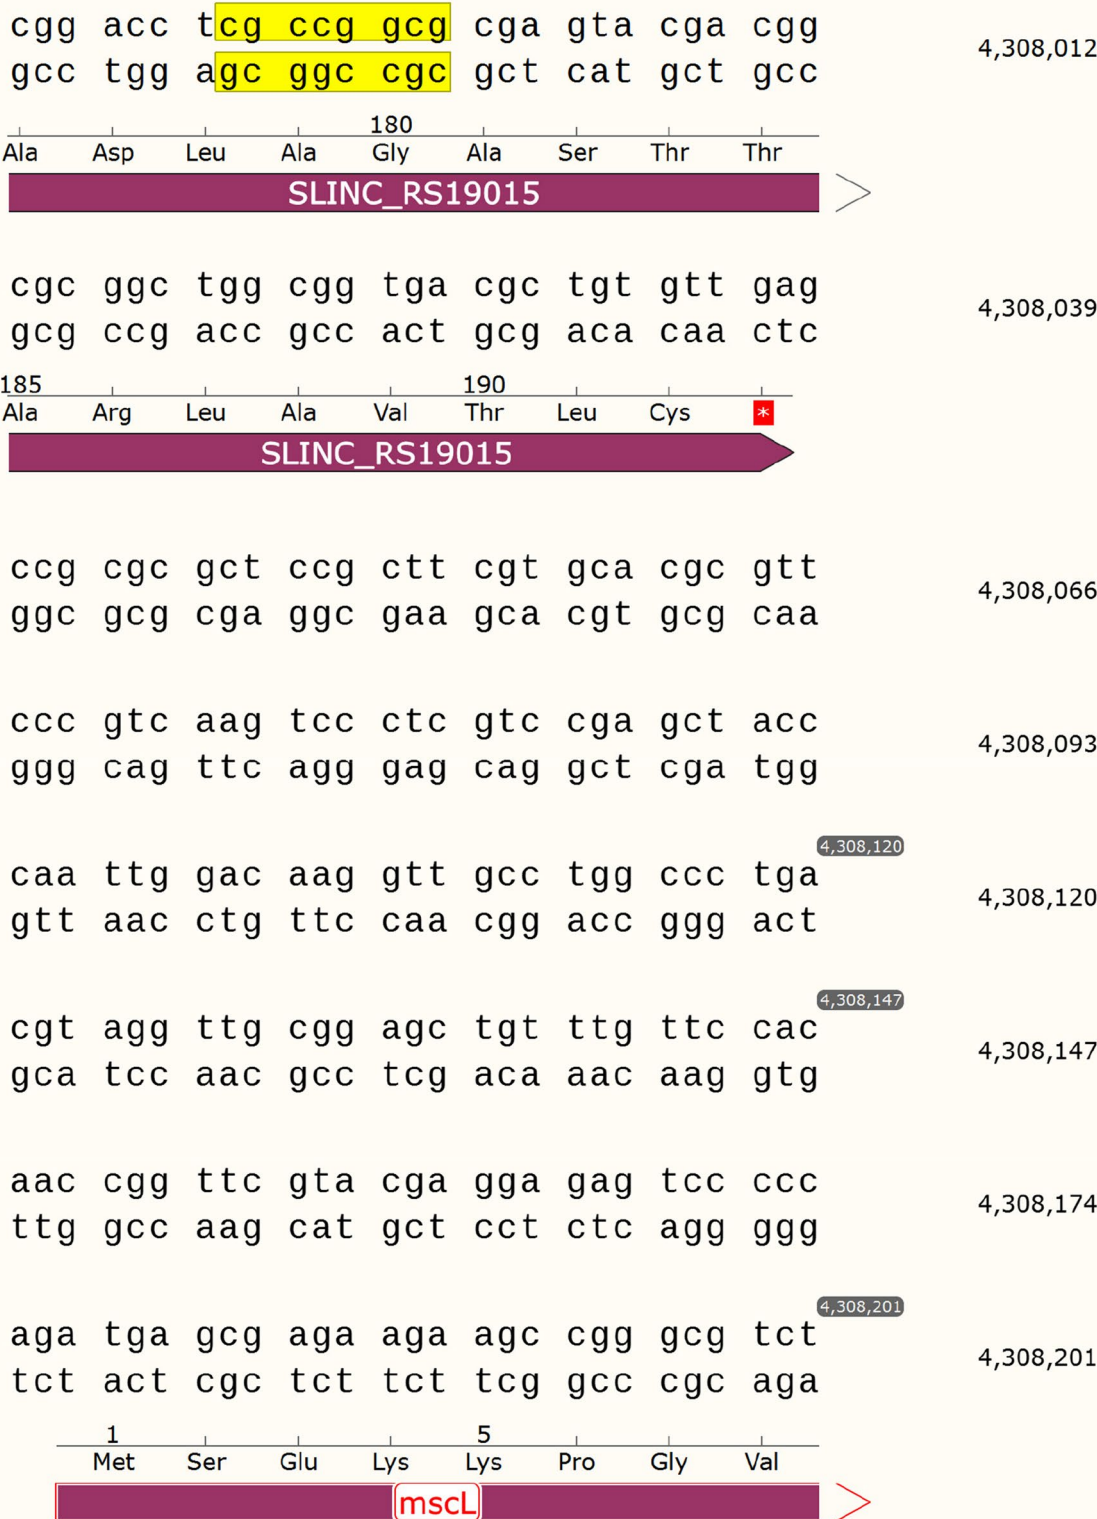 cgg acc tcg ccg gcg cga gta cga cgg
4,308,012
gcc tgg agc ggc cgc gct cat gct gcc
180
Ala Asp Leu Ala Gly Ala Ser Thr Thr
SLINC_RS19015
cgc ggc tgg cgg tga cgc tgt gtt gag
4,308,039
gcg ccg acc gcc act gcg aca caa ctc
185 190
Ala Arg Leu Ala Val Thr Leu Cys *
SLINC_RS19015
ccg cgc gct ccg ctt cgt gca cgc gtt
4,308,066
ggc gcg cga ggc gaa gca cgt gcg caa
ccc gtc aag tcc ctc gtc cga gct acc
4,308,093
ggg cag ttc agg gag cag gct cga tgg
4,308,120
caa ttg gac aag gtt gcc tgg ccc tga
4,308,120
gtt aac ctg ttc caa cgg acc ggg act
4,308,147
cgt agg ttg cgg agc tgt ttg ttc cac
4,308,147
gca tcc aac gcc tcg aca aac aag gtg
aac cgg ttc gta cga gga gag tcc ccc
4,308,174
ttg gcc aag cat gct cct ctc agg ggg
4,308,201
aga tga gcg aga aga agc cgg gcg tct
4,308,201
tct act cgc tct tct tcg gcc cgc aga
1 5
Met Ser Glu Lys Lys Pro Gly Val
mscL